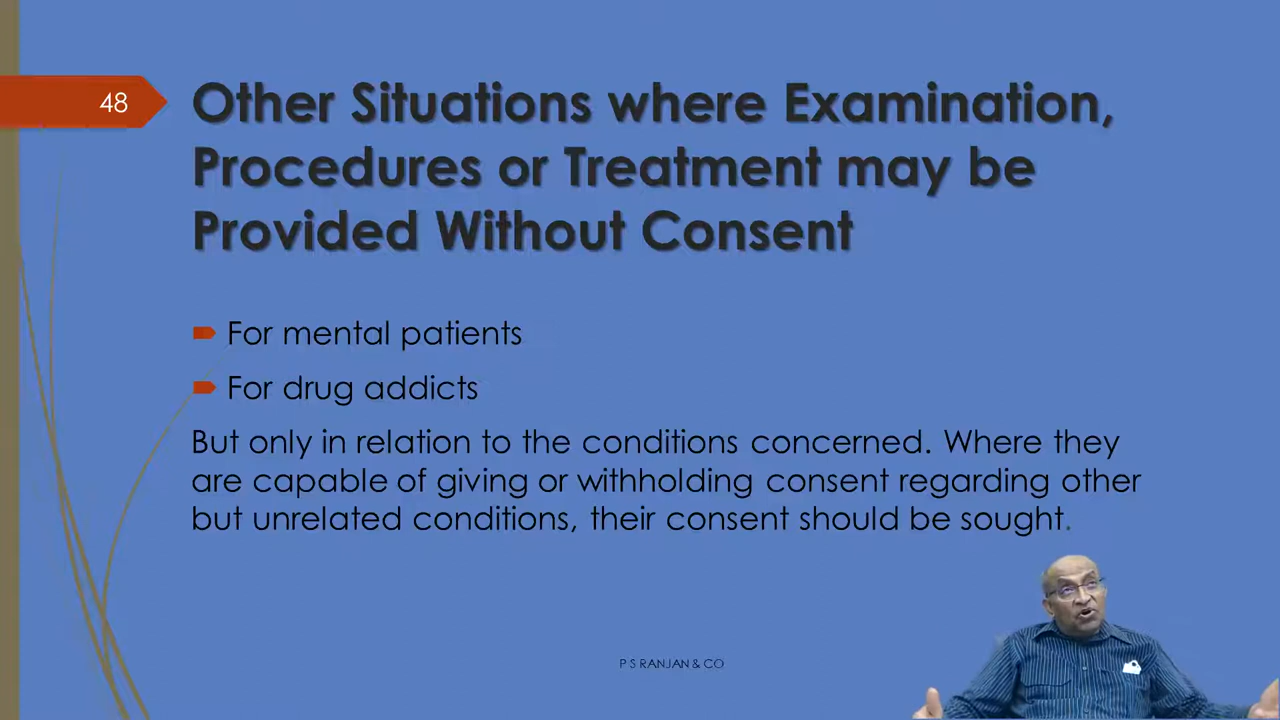 48
Other Situations where Examination,
Procedures or Treatment may be
Provided Without Consent
For mental patients
For drug addicts
But only in relation to the conditions concerned. Where they
are capable of giving or withholding consent regarding other
but unrelated conditions, their consent should be sought.
P S RANJAN & CO